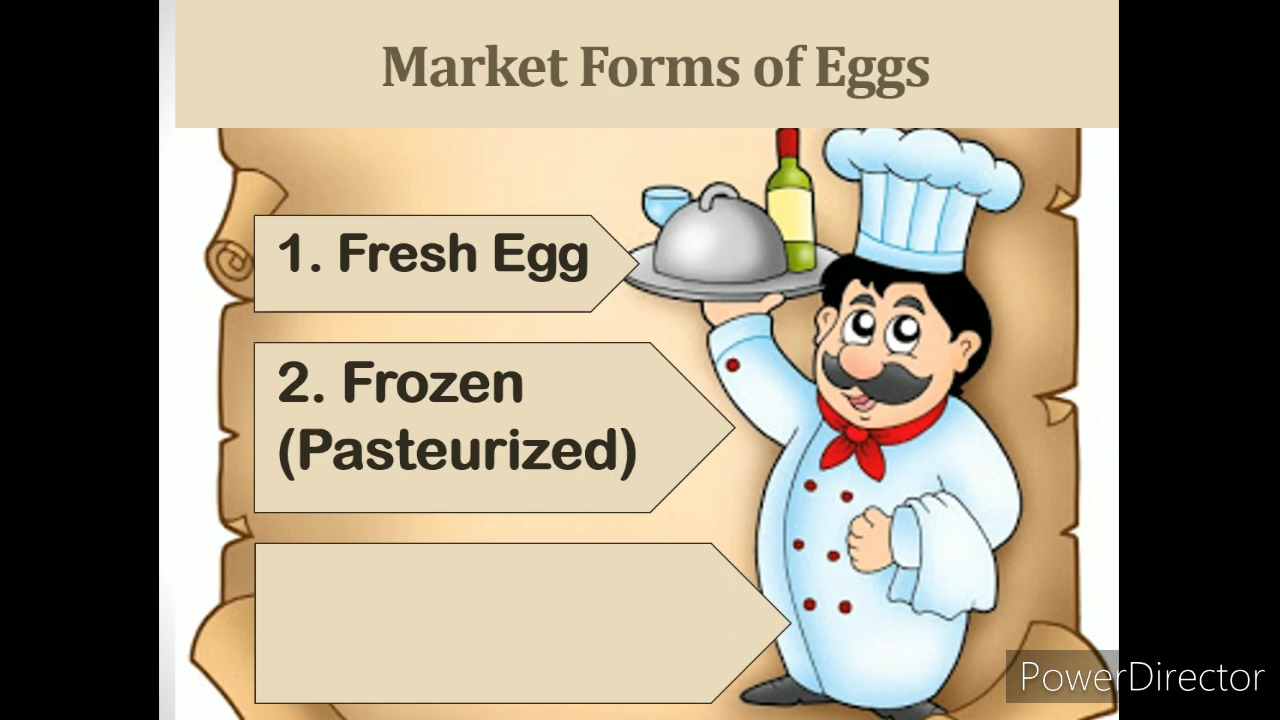 Market Forms of Eggs
1. Fresh Egg
2. Frozen
(Pasteurized)
PowerDirector